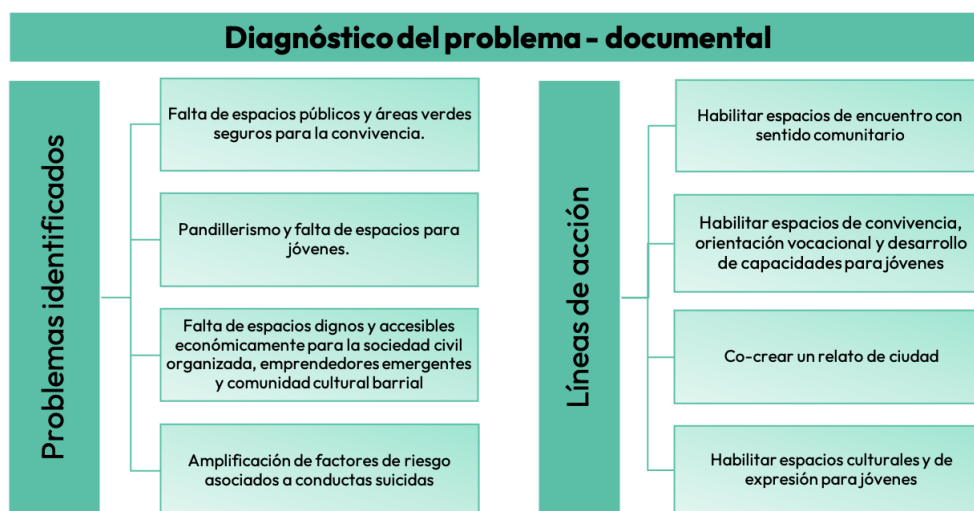 Diagnóstico del problema - documental
Problemas identificados
Falta de espacios públicos y áreas verdes
seguros para la convivencia.
Pandillerismo y falta de espacios para
jóvenes.
Falta de espacios dignos y accesibles
económicamente para la sociedad civil
organizada, emprendedores emergentes
y comunidad cultural barrial
Amplificación de factores de riesgo
asociados a conductas suicidas
Líneas de acción
Habilitar espacios de encuentro con
sentido comunitario
Habilitar espacios de convivencia,
orientación vocacional y desarrollo
de capacidades para jóvenes
Co-crear un relato de ciudad
Habilitar espacios culturales y de
expresión para jóvenes